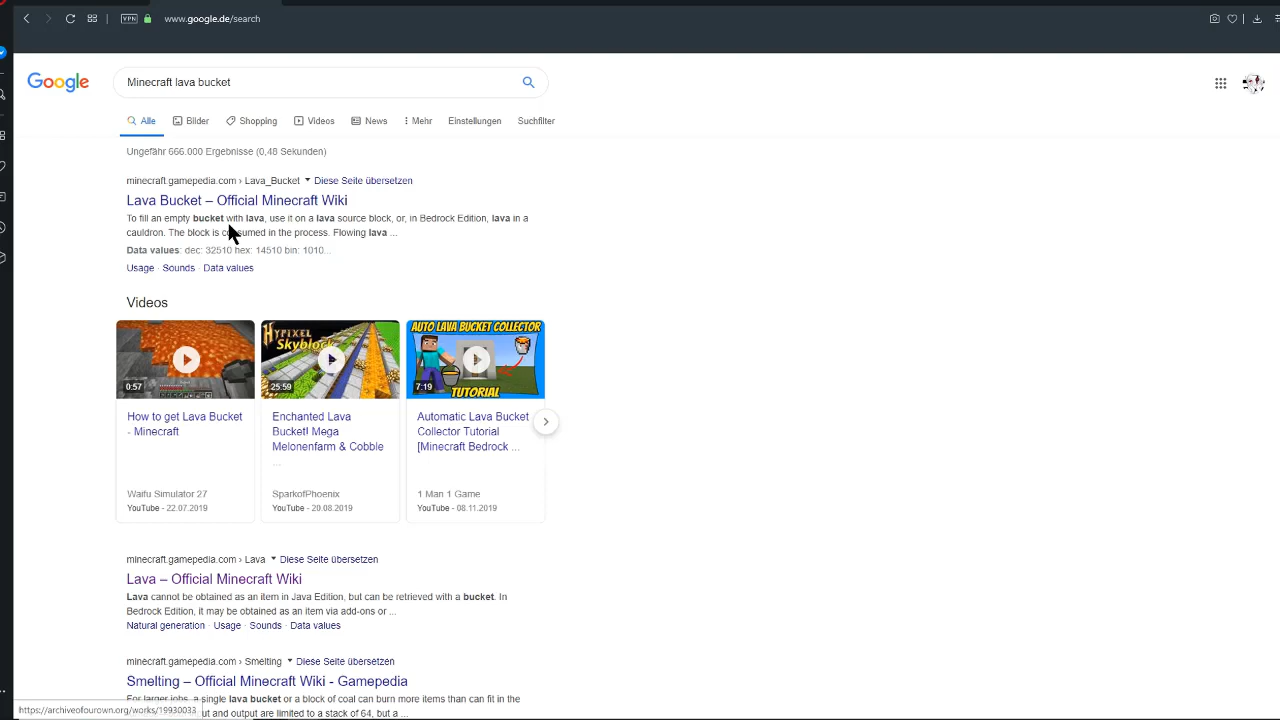 VPN www.google.de/search
Google
Minecraft lava bucket
Alle Bilder Shopping Videos News Mehr Einstellungen Suchfilter
Ungefähr 666.000 Ergebnisse (0,48 Sekunden)
minecraft.gamepedia.com › Lava_Bucket ▼ Diese Seite übersetzen
Lava Bucket – Official Minecraft Wiki
To fill an empty bucket with lava, use it on a lava source block, or, in Bedrock Edition, lava in a
cauldron. The block is consumed in the process. Flowing lava ...
Data values: dec: 32510 hex: 14510 bin: 1010...
Usage · Sounds · Data values
Videos
0:57
HYPIXEL
Skyblock
25:59
AUTO LAVA BUCKET COLLECTOR
7:19
TUTORIAL
How to get Lava Bucket
- Minecraft
Waifu Simulator 27
YouTube - 22.07.2019
Enchanted Lava
Bucket! Mega
Melonenfarm & Cobble
...
SparkofPhoenix
YouTube - 20.08.2019
Automatic Lava Bucket
Collector Tutorial
[Minecraft Bedrock ...
1 Man 1 Game
YouTube - 08.11.2019
minecraft.gamepedia.com › Lava ▼ Diese Seite übersetzen
Lava – Official Minecraft Wiki
Lava cannot be obtained as an item in Java Edition, but can be retrieved with a bucket. In
Bedrock Edition, it may be obtained as an item via add-ons or ...
Natural generation · Usage · Sounds · Data values
minecraft.gamepedia.com › Smelting ▼ Diese Seite übersetzen
Smelting – Official Minecraft Wiki - Gamepedia
For larger jobs, a single lava bucket or a block of coal can burn more items than can fit in the
https://archiveofourown.org/works/19930033
and output are limited to a stack of 64, but a ...